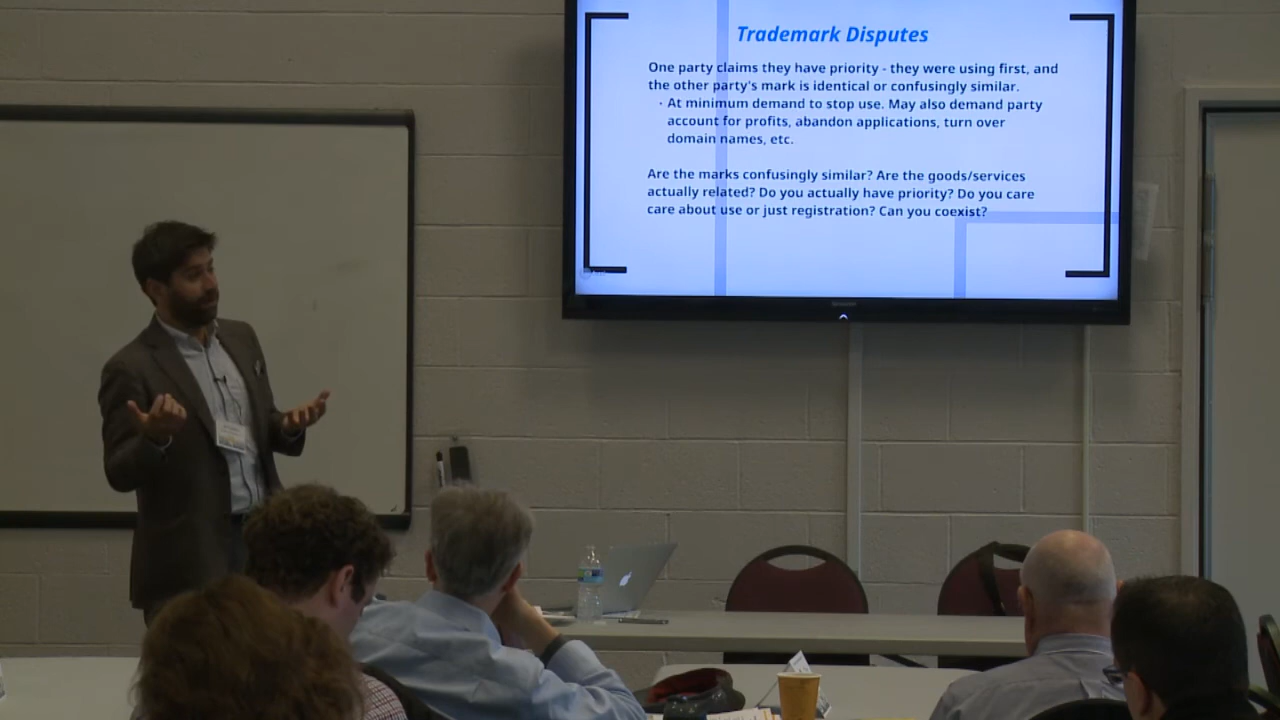 Trademark Disputes
One party claims they have priority - they were using first, and
the other party's mark is identical or confusingly similar.
· At minimum demand to stop use. May also demand party
account for profits, abandon applications, turn over
domain names, etc.
Are the marks confusingly similar? Are the goods/services
actually related? Do you actually have priority? Do you care
care about use or just registration? Can you coexist?